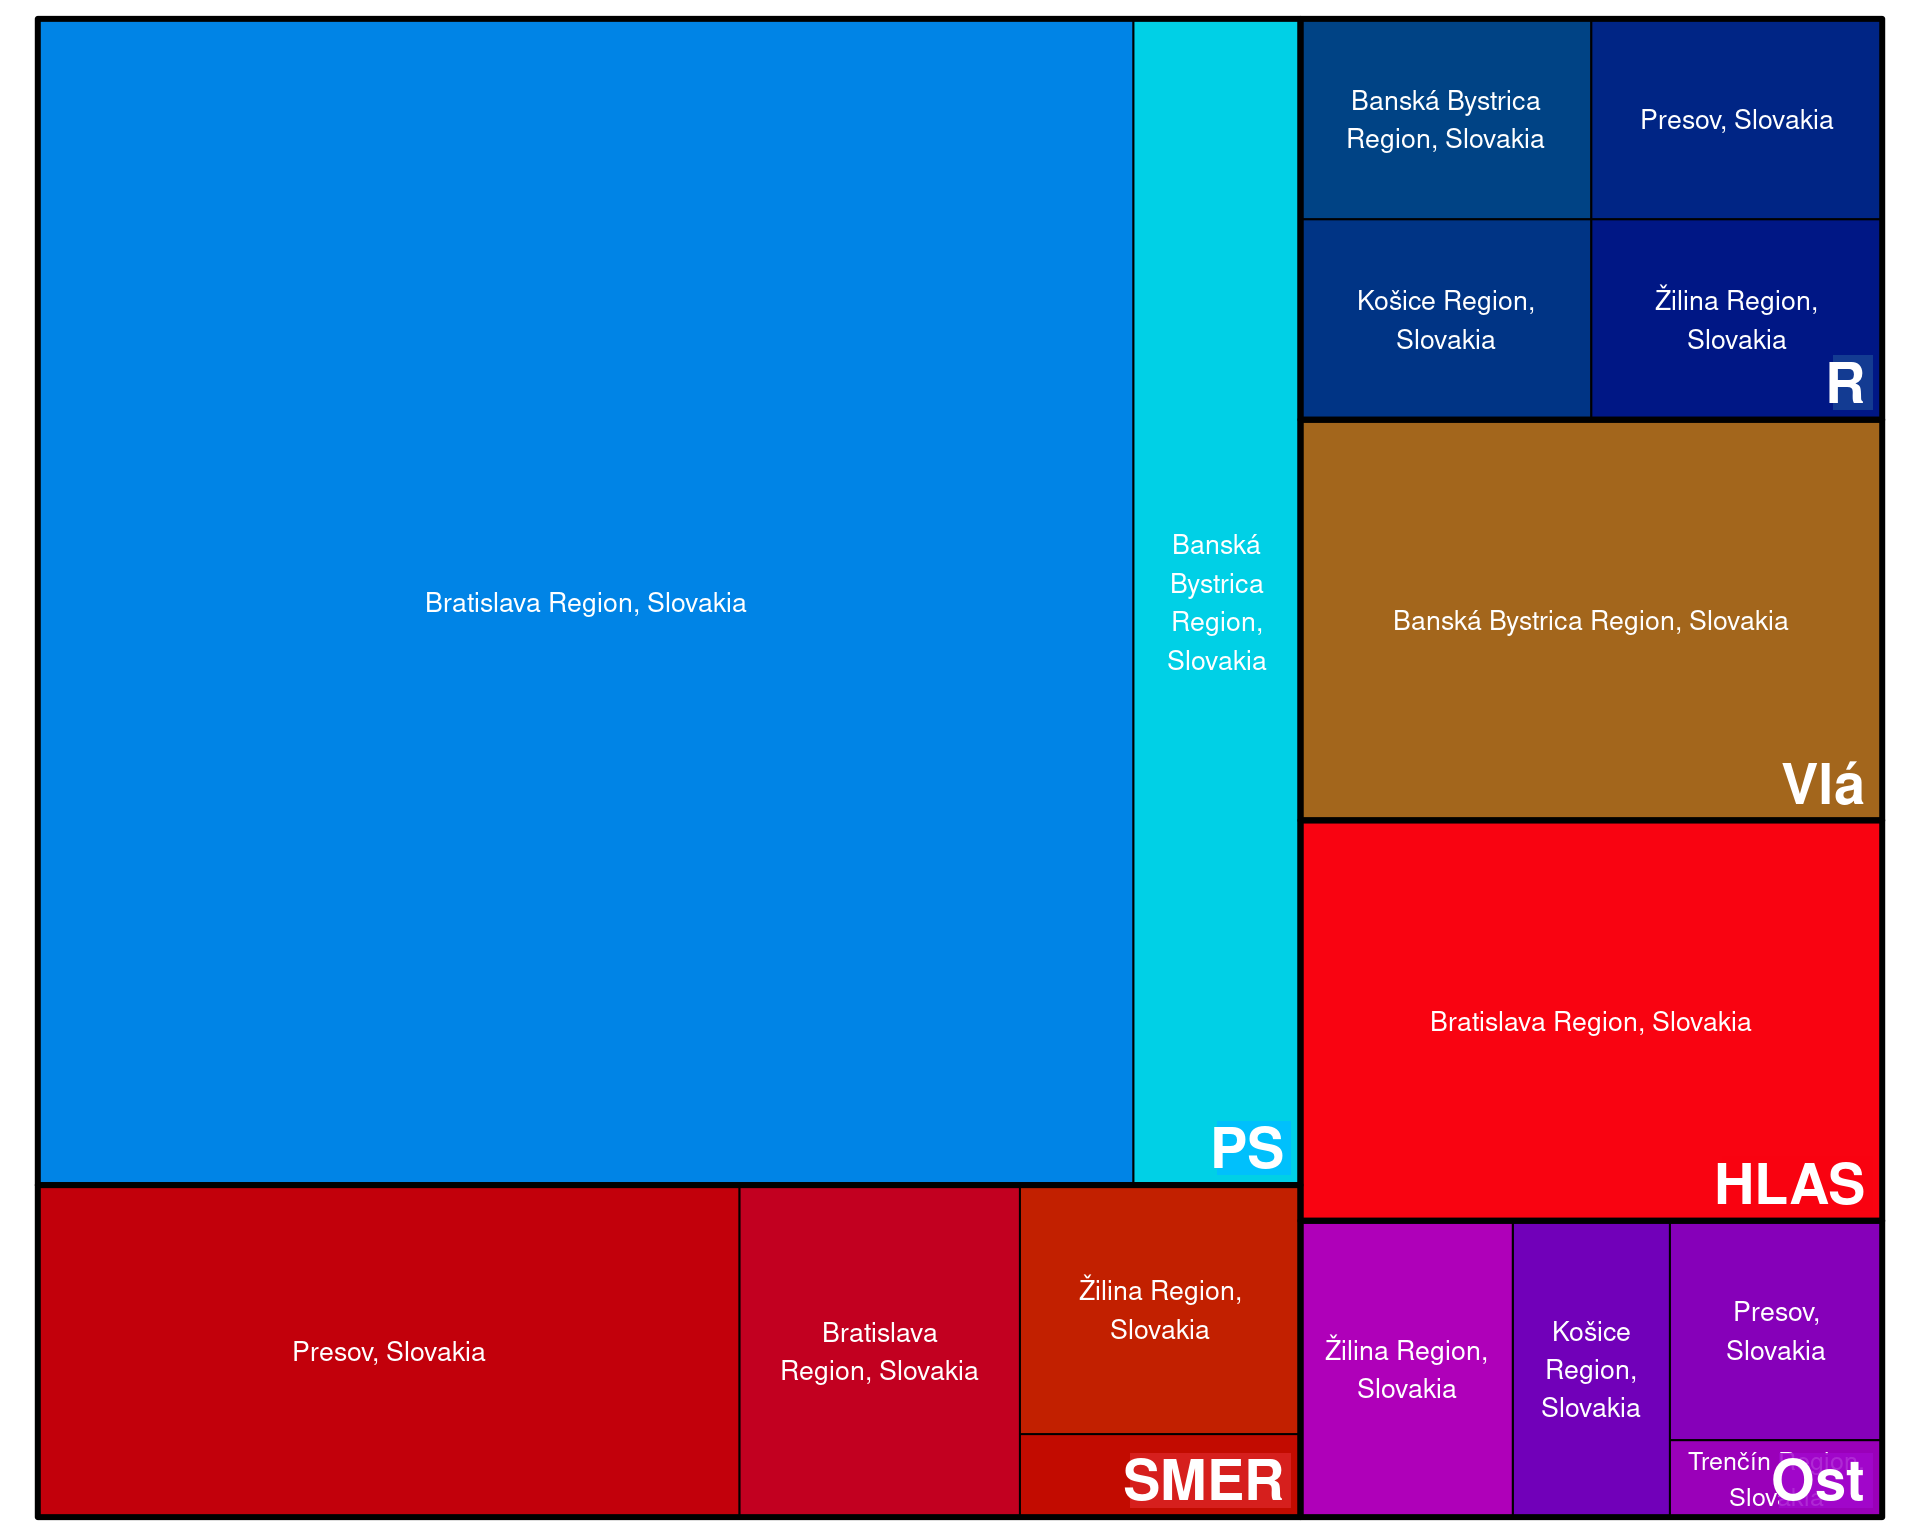 Bratislava Region, Slovakia
Banská
Bystrica
Region,
Slovakia
PS
Presov, Slovakia
Bratislava
Region, Slovakia
Žilina Region,
Slovakia
SMER
Banská Bystrica
Region, Slovakia
Presov, Slovakia
Košice Region,
Slovakia
Žilina Region,
Slovakia
R
Banská Bystrica Region, Slovakia
Vlá
Bratislava Region, Slovakia
HLAS
Žilina Region,
Slovakia
Košice
Region,
Slovakia
Presov,
Slovakia
Trenčín Region,
Slovakia
Ost